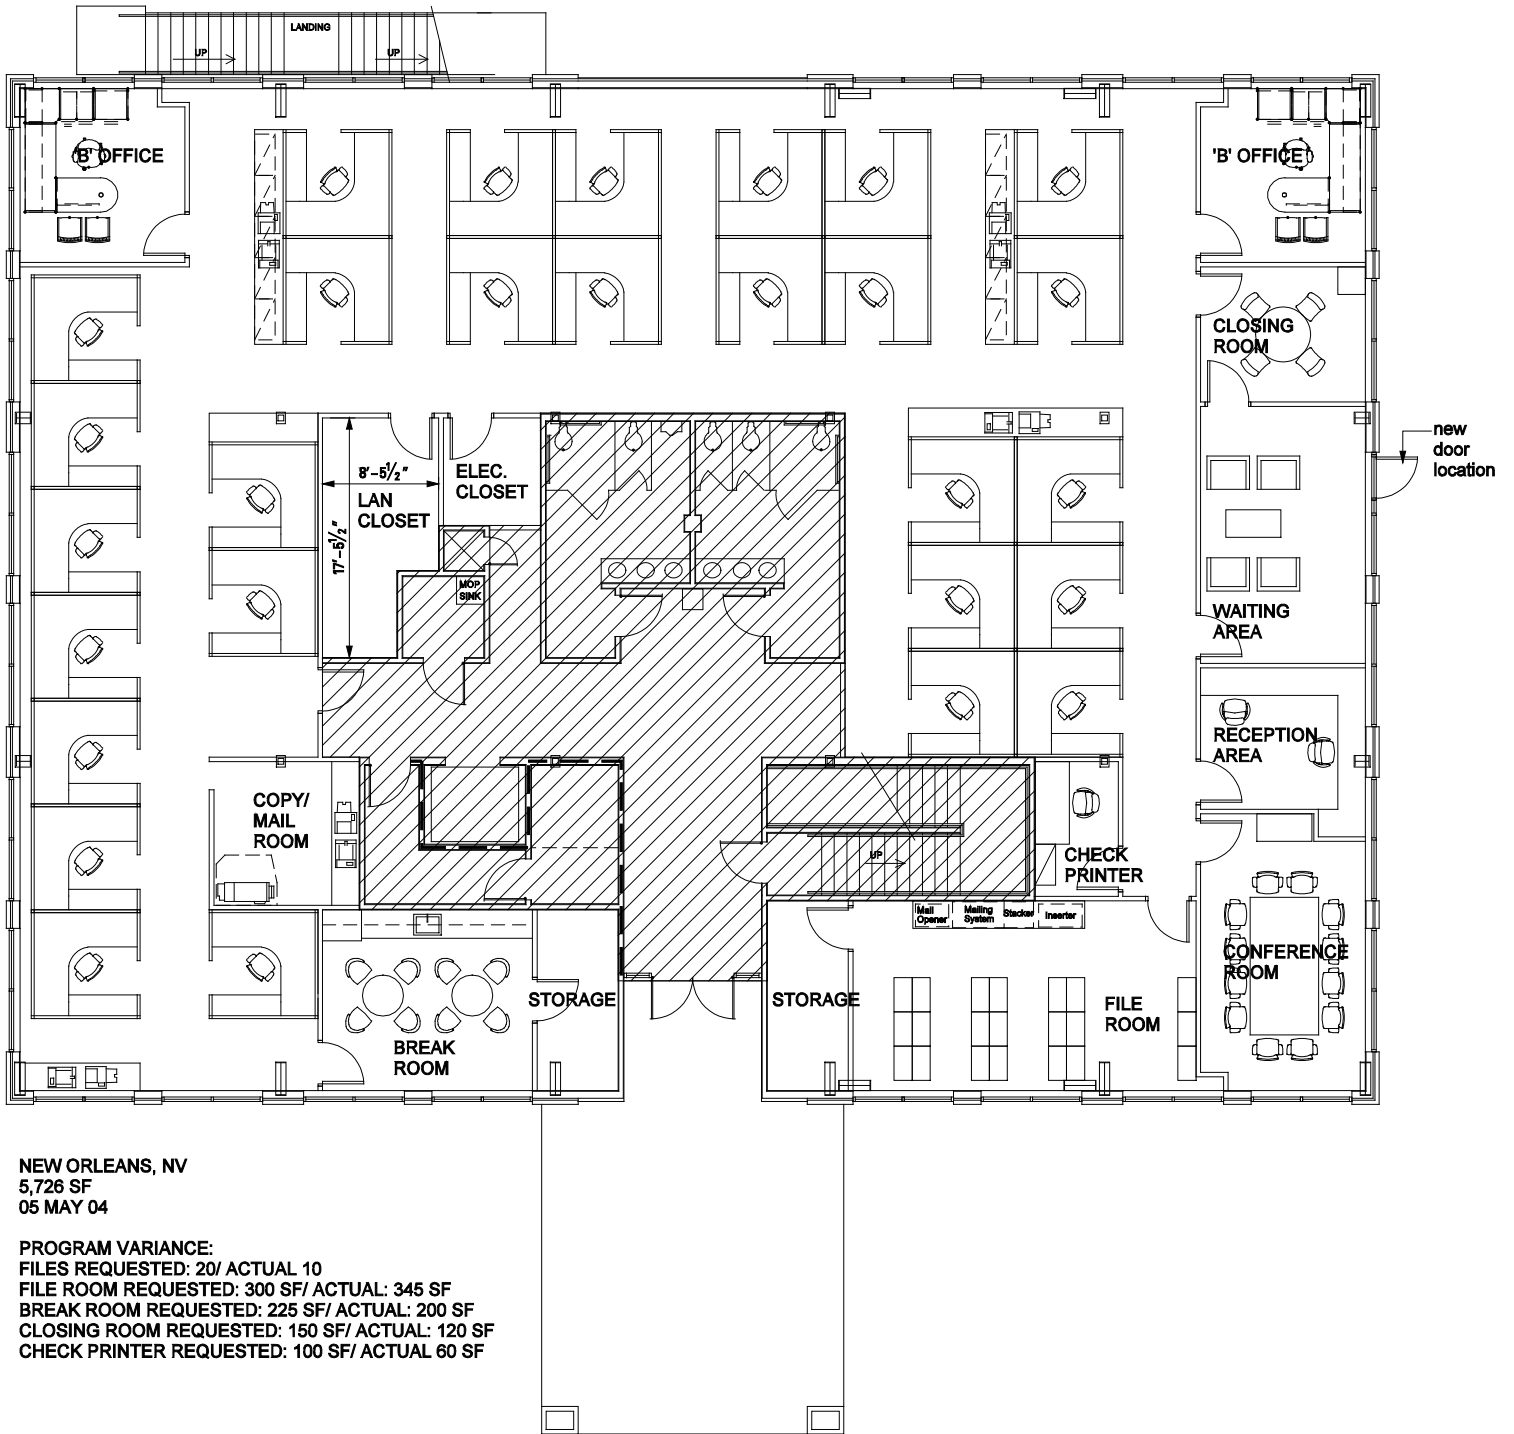 LANDING
UP
UP
'B' OFFICE
'B' OFFICE
CLOSING
ROOM
new
door
location
8'-5½"
17'-5½"
LAN
CLOSET
ELEC.
CLOSET
MOP
SINK
WAITING
AREA
RECEPTION
AREA
COPY/
MAIL
ROOM
UP
CHECK
PRINTER
Mail
Opener
Mailing
System
Stacker
Inserter
CONFERENCE
ROOM
STORAGE
STORAGE
FILE
ROOM
BREAK
ROOM
NEW ORLEANS, NV
5,726 SF
05 MAY 04
PROGRAM VARIANCE:
FILES REQUESTED: 20/ ACTUAL 10
FILE ROOM REQUESTED: 300 SF/ ACTUAL: 345 SF
BREAK ROOM REQUESTED: 225 SF/ ACTUAL: 200 SF
CLOSING ROOM REQUESTED: 150 SF/ ACTUAL: 120 SF
CHECK PRINTER REQUESTED: 100 SF/ ACTUAL 60 SF